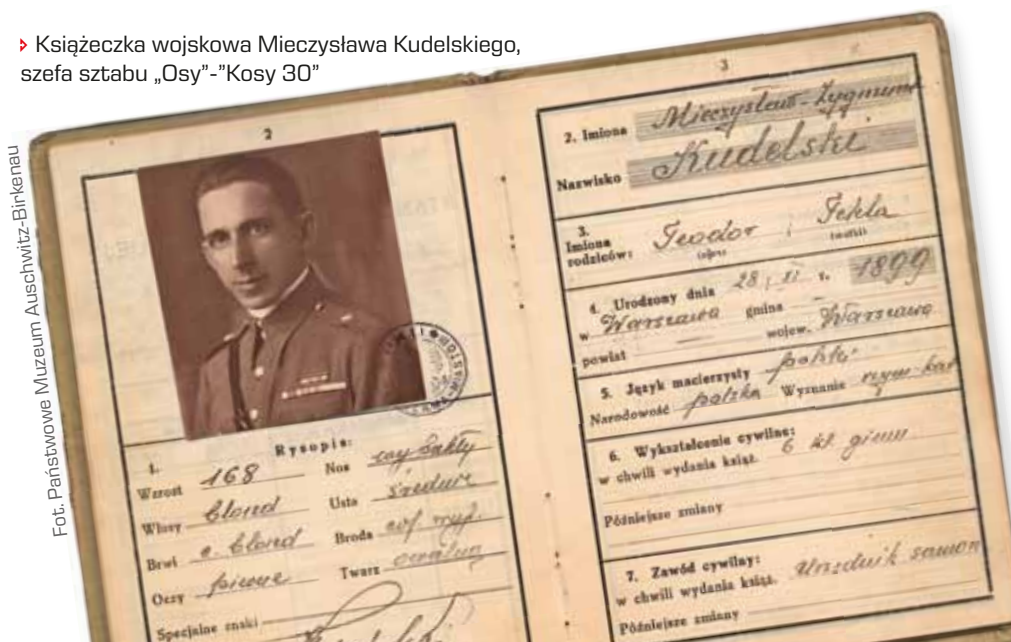 Książeczka wojskowa Mieczysława Kudelskiego,
szefa sztabu „Osy”-”Kosy 30”
Fot. Państwowe Muzeum Auschwitz-Birkenau
2
1. Rysopis:
Wzrost 168 Nos zwykły
Włosy blond Usta średnie
Brwi c. blond Broda
Oczy piwne Twarz owalna
Specjalne znaki
3
2. Imiona Mieczysław-Zygmunt
Nazwisko Kudelski
3.
Imiona
rodziców: Teodor i Tekla
(ojca) (matki)
4. Urodzony dnia 28, XI r. 1899
w Warszawa gmina
powiat wojew. Warszawa
5. Język macierzysty polski
Narodowość polska Wyznanie rzym-kat
6. Wykształcenie cywilne:
w chwili wydania książ. 6 kl. gimn
Późniejsze zmiany
7. Zawód cywilny:
w chwili wydania książ. Urzędnik samorz
Późniejsze zmiany